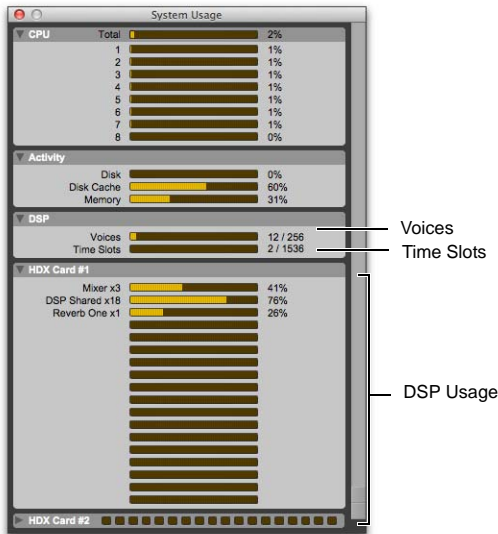 System Usage
CPU Total 2%
1 1%
2 1%
3 1%
4 1%
5 1%
6 1%
7 1%
8 0%
Activity
Disk 0%
Disk Cache 60%
Memory 31%
DSP
Voices 12 / 256 Voices
Time Slots 2 / 1536 Time Slots
HDX Card #1
Mixer x3 41%
DSP Shared x18 76%
Reverb One x1 26%
DSP Usage
HDX Card #2